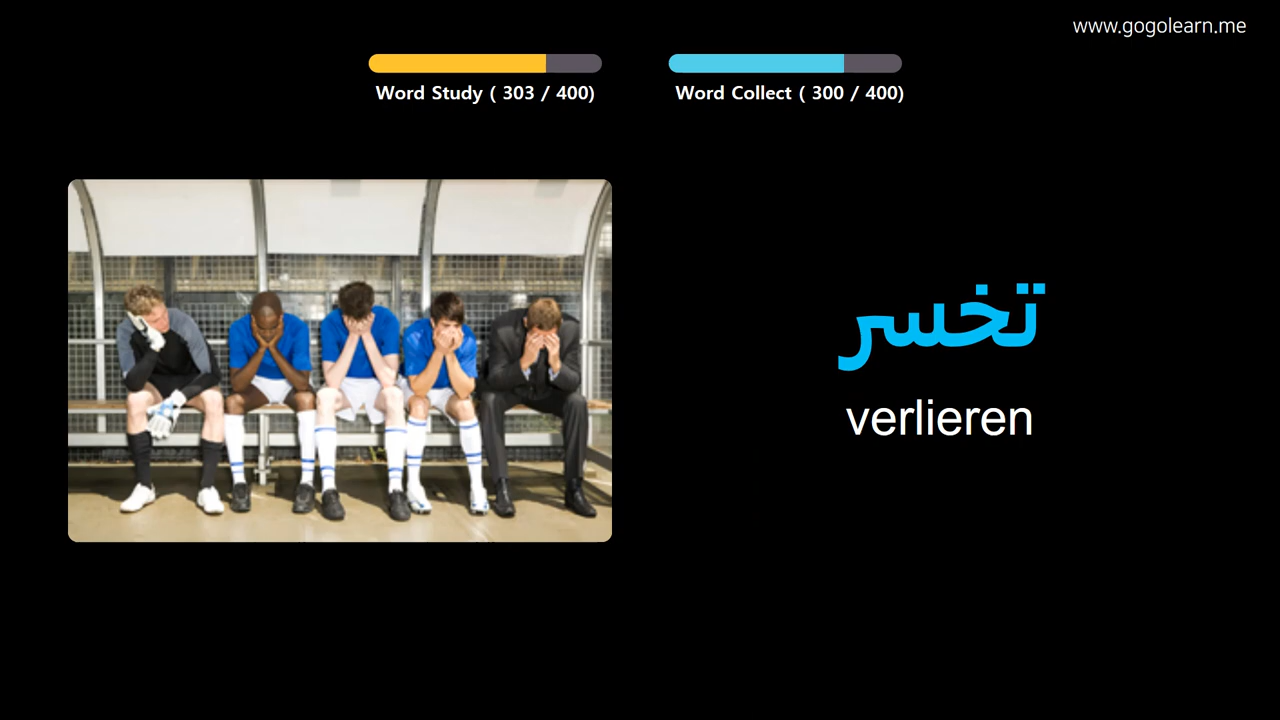 www.gogolearn.me
Word Study ( 303 / 400)
Word Collect ( 300 / 400)
تخسر
verlieren